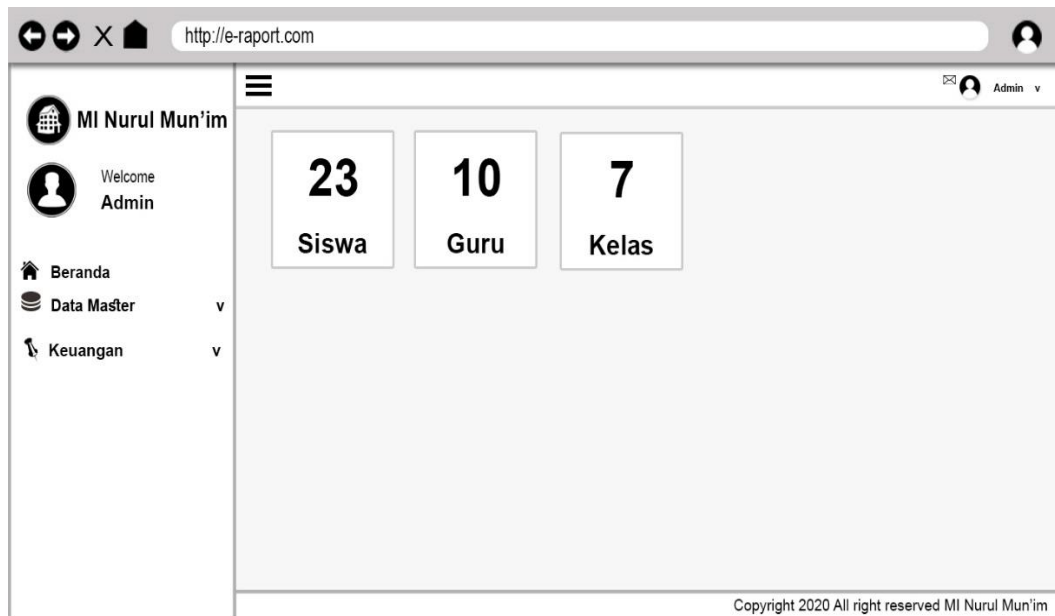 X
http://e-raport.com
MI Nurul Mun'im
Welcome
Admin
Beranda
Data Master v
Keuangan v
Admin v
23
Siswa
10
Guru
7
Kelas
Copyright 2020 All right reserved MI Nurul Mun'im